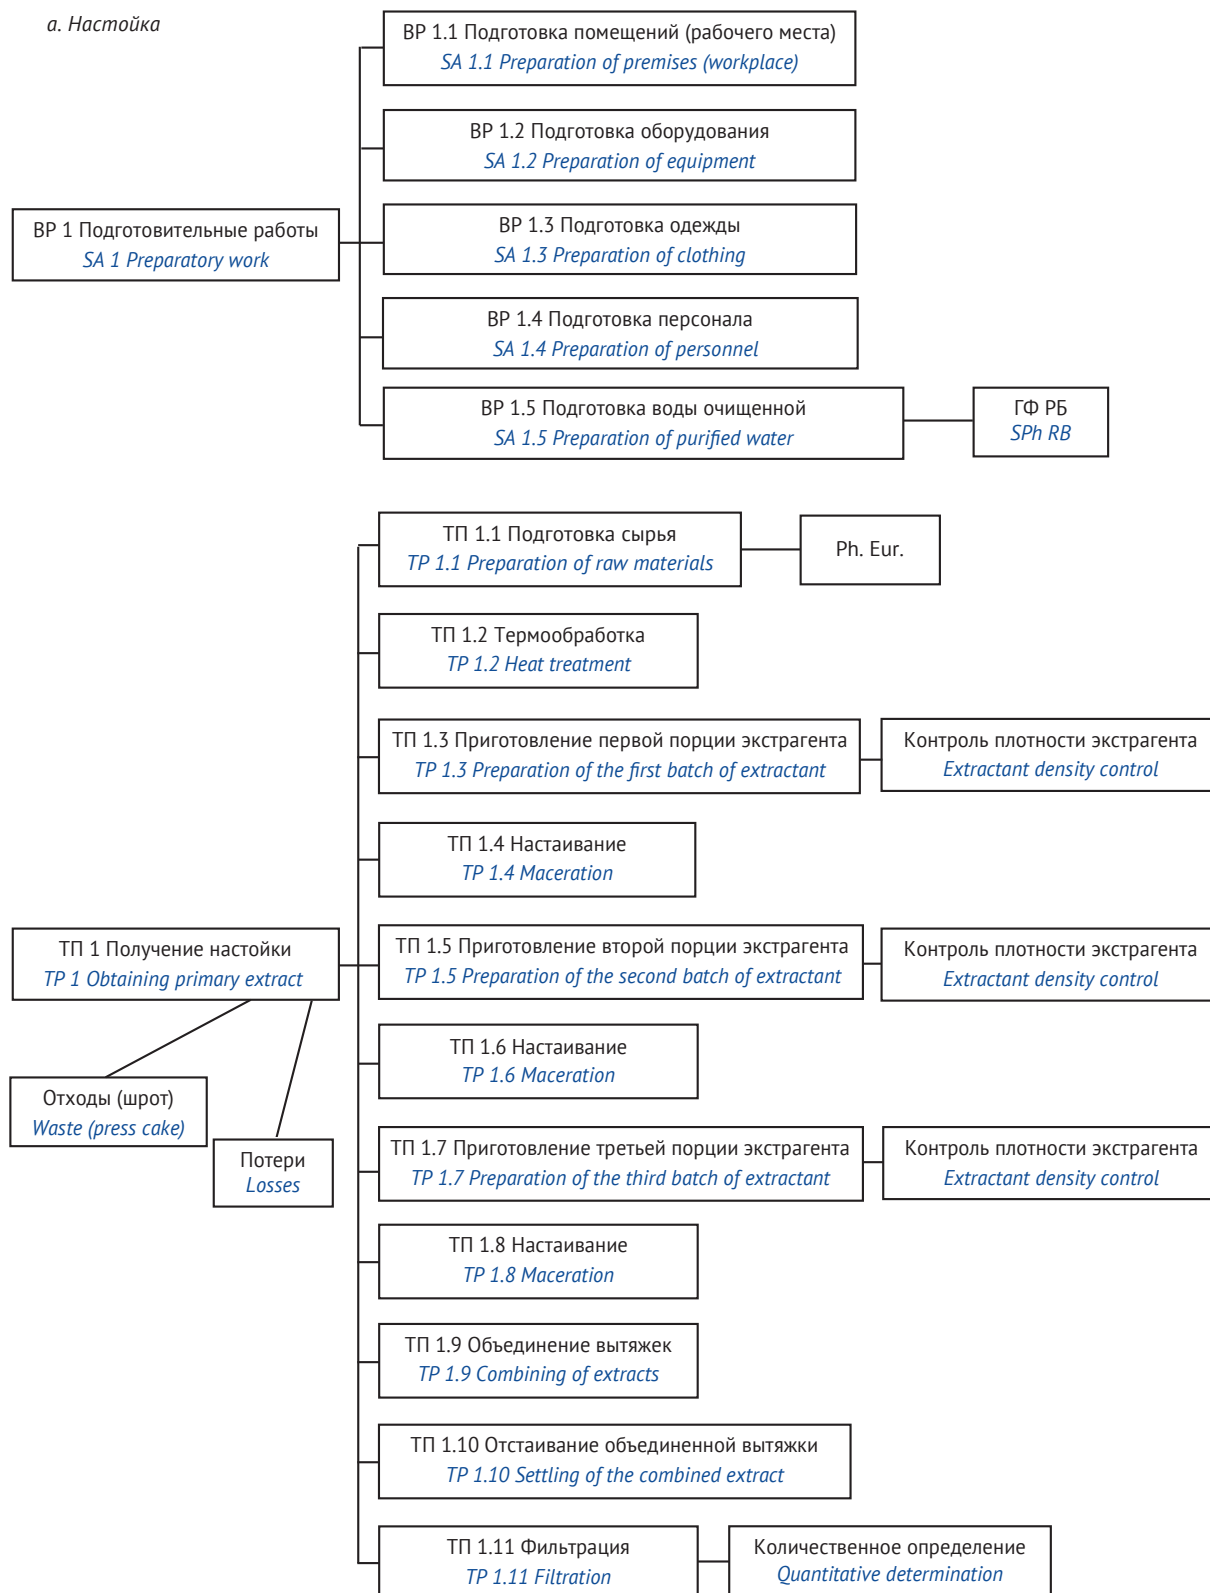 а. Настойка
ВР 1.1 Подготовка помещений (рабочего места)
SA 1.1 Preparation of premises (workplace)
ВР 1.2 Подготовка оборудования
SA 1.2 Preparation of equipment
ВР 1 Подготовительные работы
SA 1 Preparatory work
ВР 1.3 Подготовка одежды
SA 1.3 Preparation of clothing
ВР 1.4 Подготовка персонала
SA 1.4 Preparation of personnel
ВР 1.5 Подготовка воды очищенной
SA 1.5 Preparation of purified water
ГФ РБ
SPh RB
ТП 1.1 Подготовка сырья
TP 1.1 Preparation of raw materials
Ph. Eur.
ТП 1.2 Термообработка
TP 1.2 Heat treatment
ТП 1.3 Приготовление первой порции экстрагента
TP 1.3 Preparation of the first batch of extractant
Контроль плотности экстрагента
Extractant density control
ТП 1.4 Настаивание
TP 1.4 Maceration
ТП 1 Получение настойки
TP 1 Obtaining primary extract
ТП 1.5 Приготовление второй порции экстрагента
TP 1.5 Preparation of the second batch of extractant
Контроль плотности экстрагента
Extractant density control
ТП 1.6 Настаивание
TP 1.6 Maceration
Отходы (шрот)
Waste (press cake)
Потери
Losses
ТП 1.7 Приготовление третьей порции экстрагента
TP 1.7 Preparation of the third batch of extractant
Контроль плотности экстрагента
Extractant density control
ТП 1.8 Настаивание
TP 1.8 Maceration
ТП 1.9 Объединение вытяжек
TP 1.9 Combining of extracts
ТП 1.10 Отстаивание объединенной вытяжки
TP 1.10 Settling of the combined extract
ТП 1.11 Фильтрация
TP 1.11 Filtration
Количественное определение
Quantitative determination